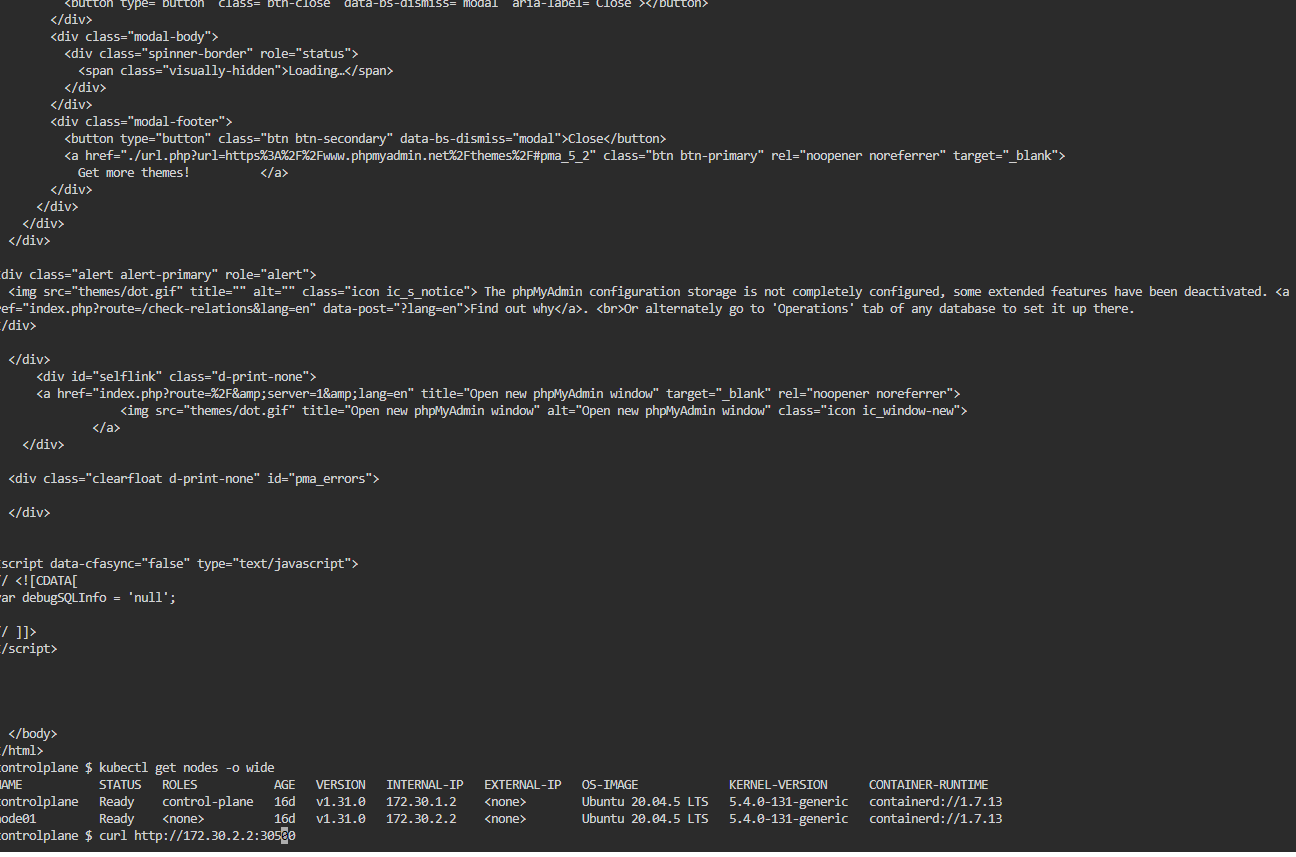 <button type="button" class="btn-close" data-bs-dismiss="modal" aria-label="Close"></button>
</div>
<div class="modal-body">
<div class="spinner-border" role="status">
<span class="visually-hidden">Loading…</span>
</div>
</div>
<div class="modal-footer">
<button type="button" class="btn btn-secondary" data-bs-dismiss="modal">Close</button>
<a href="./url.php?url=https%3A%2F%2Fwww.phpmyadmin.net%2Fthemes%2F#pma_5_2" class="btn btn-primary" rel="noopener noreferrer" target="_blank">
Get more themes! </a>
</div>
</div>
</div>
</div>
div class="alert alert-primary" role="alert">
<img src="themes/dot.gif" title="" alt="" class="icon ic_s_notice"> The phpMyAdmin configuration storage is not completely configured, some extended features have been deactivated. <a
ref="index.php?route=/check-relations&lang=en" data-post="?lang=en">Find out why</a>. <br>Or alternately go to 'Operations' tab of any database to set it up there.
/div>
</div>
<div id="selflink" class="d-print-none">
<a href="index.php?route=%2F&amp;server=1&amp;lang=en" title="Open new phpMyAdmin window" target="_blank" rel="noopener noreferrer">
<img src="themes/dot.gif" title="Open new phpMyAdmin window" alt="Open new phpMyAdmin window" class="icon ic_window-new">
</a>
</div>
<div class="clearfloat d-print-none" id="pma_errors">
</div>
script data-cfasync="false" type="text/javascript">
/ <![CDATA[
var debugSQLInfo = 'null';
/ ]]>
/script>
</body>
/html>
ontrolplane $ kubectl get nodes -o wide
NAME STATUS ROLES AGE VERSION INTERNAL-IP EXTERNAL-IP OS-IMAGE KERNEL-VERSION CONTAINER-RUNTIME
ontrolplane Ready control-plane 16d v1.31.0 172.30.1.2 <none> Ubuntu 20.04.5 LTS 5.4.0-131-generic containerd://1.7.13
node01 Ready <none> 16d v1.31.0 172.30.2.2 <none> Ubuntu 20.04.5 LTS 5.4.0-131-generic containerd://1.7.13
ontrolplane $ curl